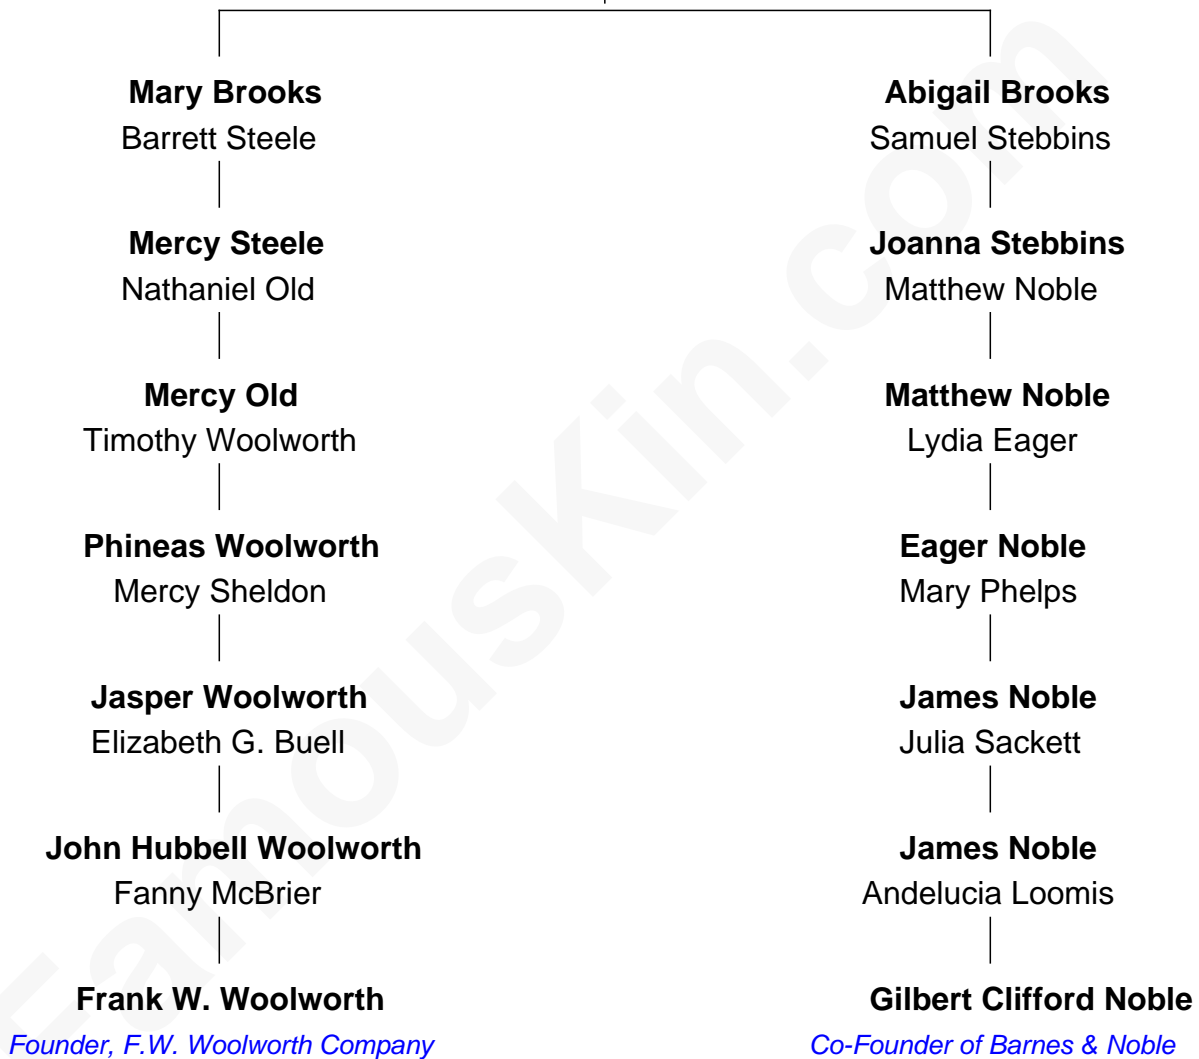 Mary Brooks
Barrett Steele
Abigail Brooks
Samuel Stebbins
Mercy Steele
Nathaniel Old
Joanna Stebbins
Matthew Noble
Mercy Old
Timothy Woolworth
Matthew Noble
Lydia Eager
Phineas Woolworth
Mercy Sheldon
Eager Noble
Mary Phelps
Jasper Woolworth
Elizabeth G. Buell
James Noble
Julia Sackett
John Hubbell Woolworth
Fanny McBrier
James Noble
Andelucia Loomis
Frank W. Woolworth
Founder, F.W. Woolworth Company
Gilbert Clifford Noble
Co-Founder of Barnes & Noble
FamousKin.com